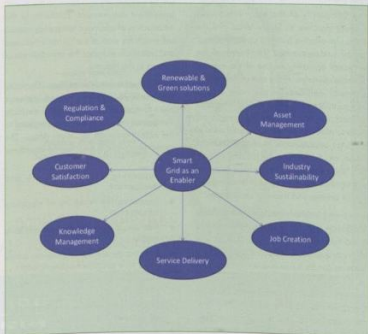 Renewable &
Green solutions
Regulation &
Compliance
Asset
Management
Customer
Satisfaction
Smart
Grid as an
Enabler
Industry
Sustainability
Knowledge
Management
Job Creation
Service Delivery